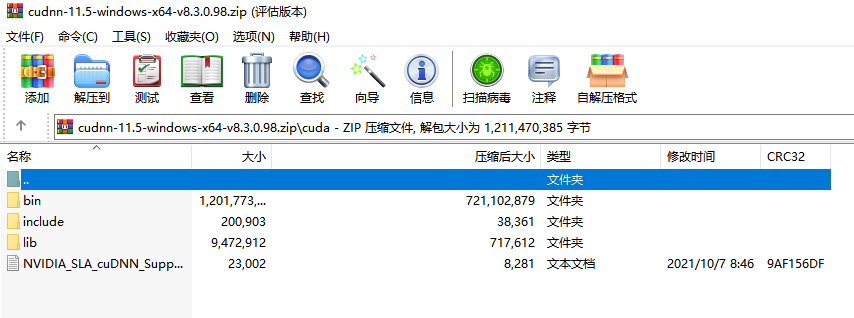 cudnn-11.5-windows-x64-v8.3.0.98.zip (评估版本)
文件(F) 命令(C) 工具(S) 收藏夹(O) 选项(N) 帮助(H)
添加 解压到 测试 查看 删除 查找 向导 信息 扫描病毒 注释 自解压格式
cudnn-11.5-windows-x64-v8.3.0.98.zip\cuda - ZIP 压缩文件, 解包大小为 1,211,470,385 字节
名称 大小 压缩后大小 类型 修改时间 CRC32
.. 文件夹
bin 1,201,773,... 721,102,879 文件夹
include 200,903 38,361 文件夹
lib 9,472,912 717,612 文件夹
NVIDIA_SLA_cuDNN_Supp... 23,002 8,281 文本文档 2021/10/7 8:46 9AF156DF